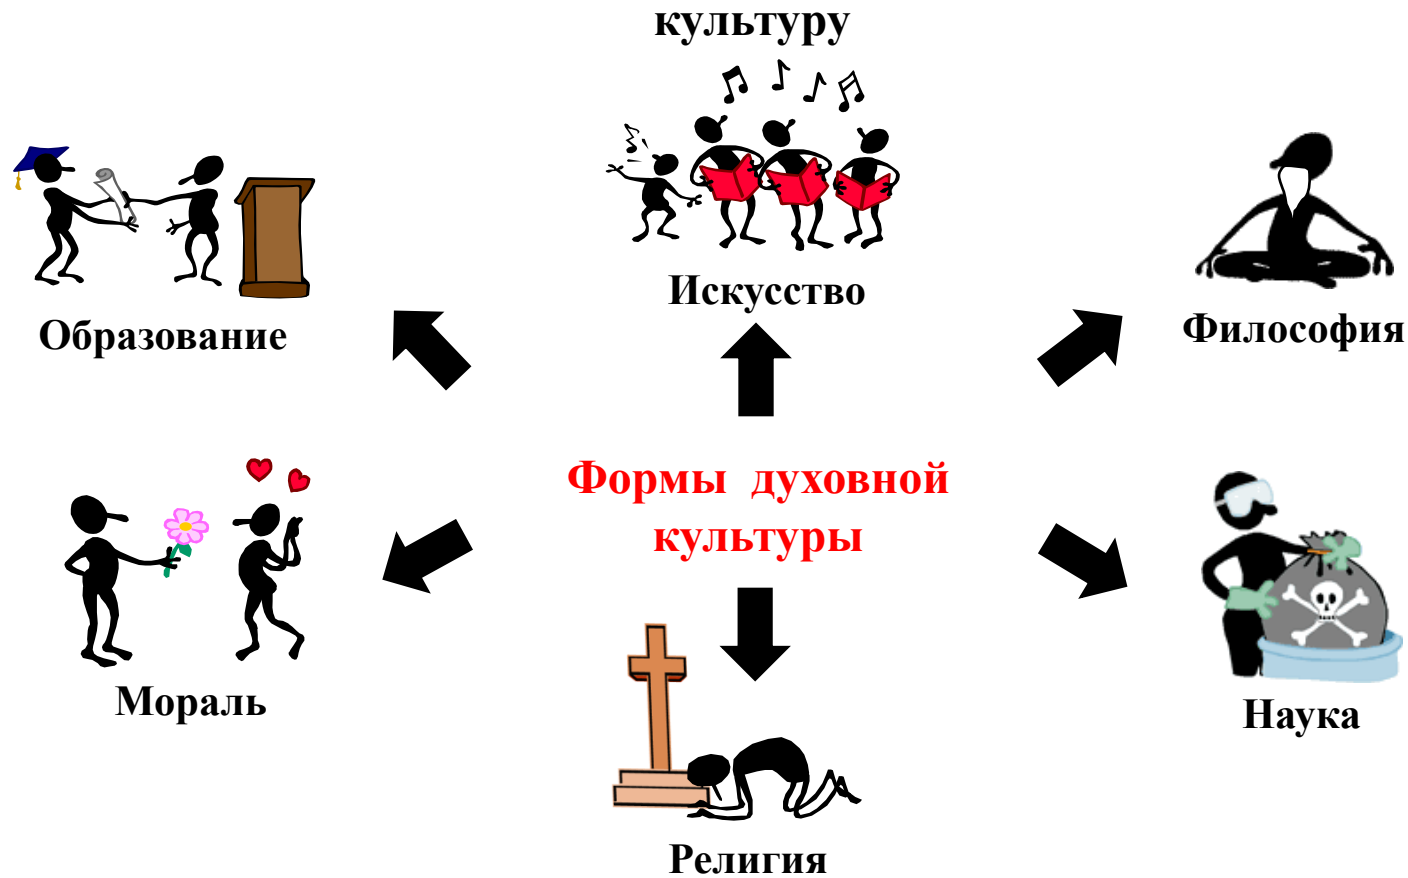 культуру
Искусство
Образование
Философия
Формы духовной
культуры
Мораль
Наука
Религия